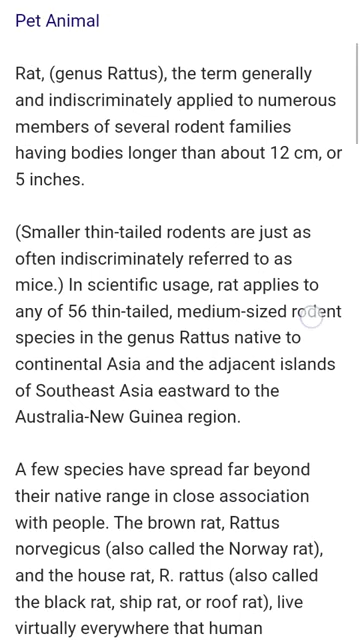 Pet Animal
Rat, (genus Rattus), the term generally
and indiscriminately applied to numerous
members of several rodent families
having bodies longer than about 12 cm, or
5 inches.
(Smaller thin-tailed rodents are just as
often indiscriminately referred to as
mice.) In scientific usage, rat applies to
any of 56 thin-tailed, medium-sized rodent
species in the genus Rattus native to
continental Asia and the adjacent islands
of Southeast Asia eastward to the
Australia-New Guinea region.
A few species have spread far beyond
their native range in close association
with people. The brown rat, Rattus
norvegicus (also called the Norway rat),
and the house rat, R. rattus (also called
the black rat, ship rat, or roof rat), live
virtually everywhere that human